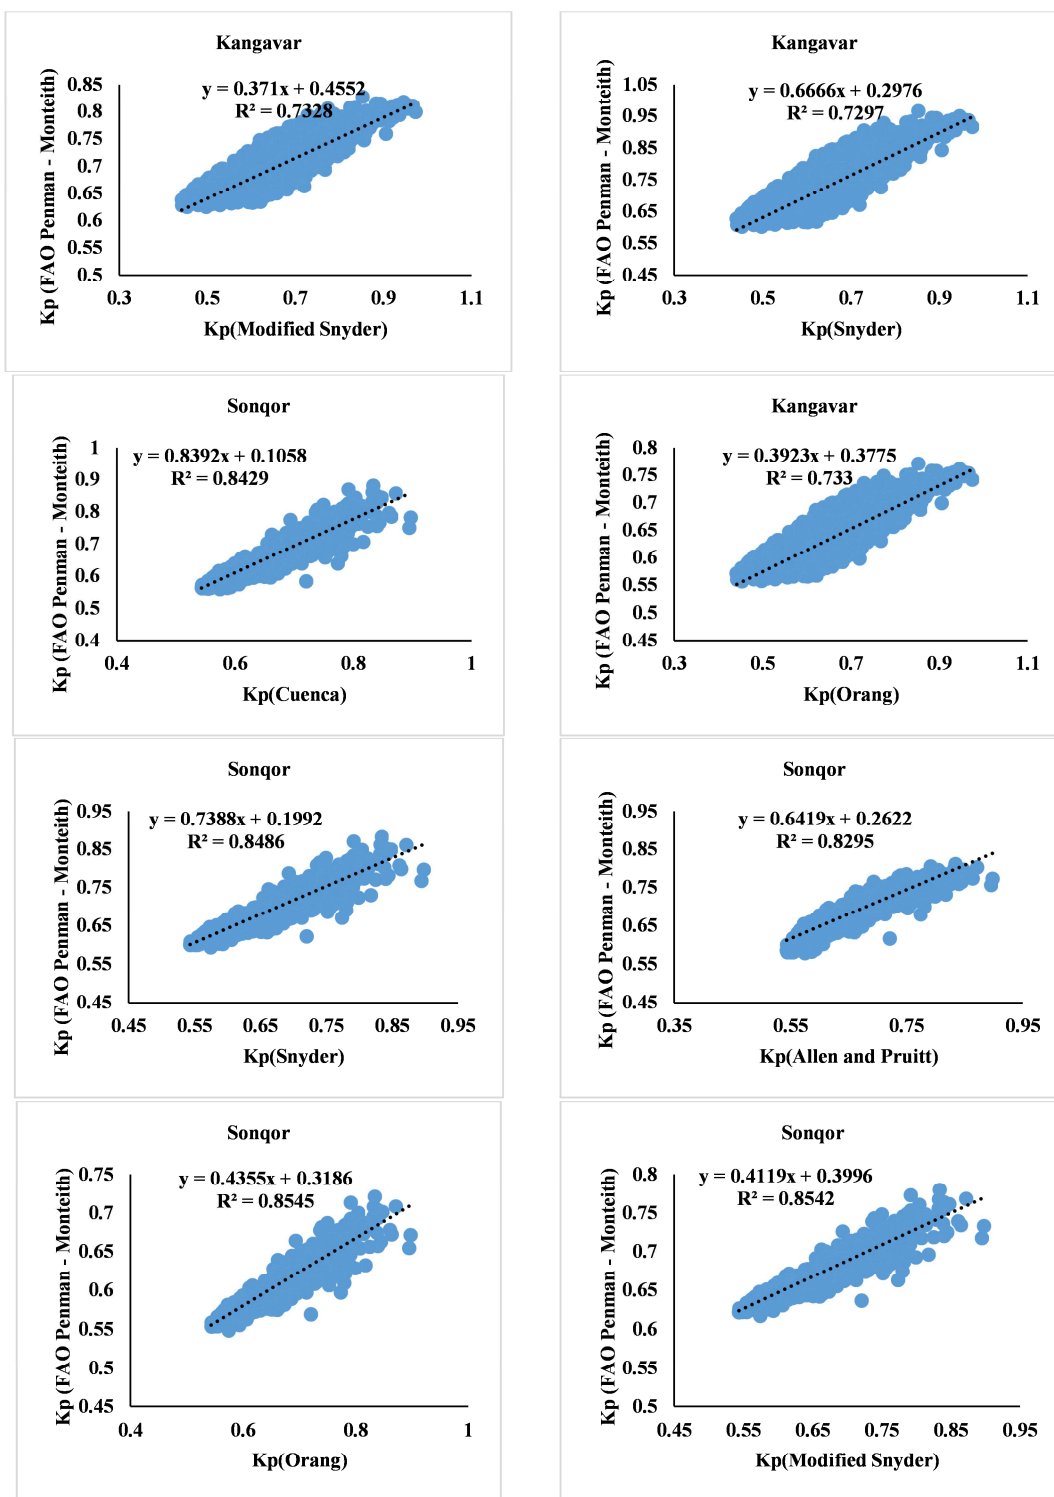 Kangavar
Kp (FAO Penman - Monteith)
y = 0.371x + 0.4552
R² = 0.7328
0.85
0.8
0.75
0.7
0.65
0.6
0.55
0.5
0.3 0.5 0.7 0.9 1.1
Kp(Modified Snyder)
Kangavar
Kp (FAO Penman - Monteith)
y = 0.6666x + 0.2976
R² = 0.7297
1.05
0.95
0.85
0.75
0.65
0.55
0.45
0.3 0.5 0.7 0.9 1.1
Kp(Snyder)
Sonqor
Kp (FAO Penman - Monteith)
y = 0.8392x + 0.1058
R² = 0.8429
1
0.9
0.8
0.7
0.6
0.5
0.4
0.4 0.6 0.8 1
Kp(Cuenca)
Kangavar
Kp (FAO Penman - Monteith)
y = 0.3923x + 0.3775
R² = 0.733
0.8
0.75
0.7
0.65
0.6
0.55
0.5
0.45
0.3 0.5 0.7 0.9 1.1
Kp(Orang)
Sonqor
Kp (FAO Penman - Monteith)
y = 0.7388x + 0.1992
R² = 0.8486
0.95
0.85
0.75
0.65
0.55
0.45
0.45 0.55 0.65 0.75 0.85 0.95
Kp(Snyder)
Sonqor
Kp (FAO Penman - Monteith)
y = 0.6419x + 0.2622
R² = 0.8295
0.95
0.85
0.75
0.65
0.55
0.45
0.35 0.55 0.75 0.95
Kp(Allen and Pruitt)
Sonqor
Kp (FAO Penman - Monteith)
y = 0.4355x + 0.3186
R² = 0.8545
0.75
0.7
0.65
0.6
0.55
0.5
0.45
0.4 0.6 0.8 1
Kp(Orang)
Sonqor
Kp (FAO Penman - Monteith)
y = 0.4119x + 0.3996
R² = 0.8542
0.8
0.75
0.7
0.65
0.6
0.55
0.5
0.45 0.55 0.65 0.75 0.85 0.95
Kp(Modified Snyder)